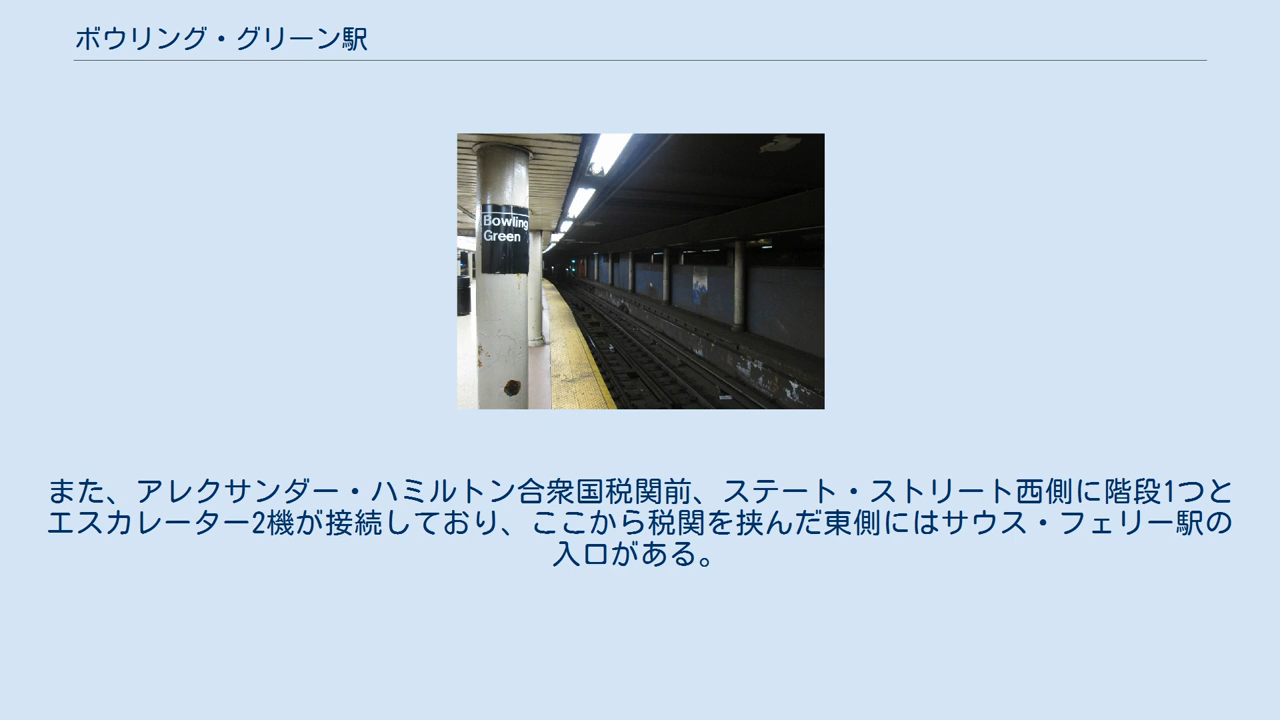 ボウリング・グリーン駅
Bowling
Green
また、アレクサンダー・ハミルトン合衆国税関前、ステート・ストリート西側に階段1つと
エスカレーター2機が接続しており、ここから税関を挟んだ東側にはサウス・フェリー駅の
入口がある。